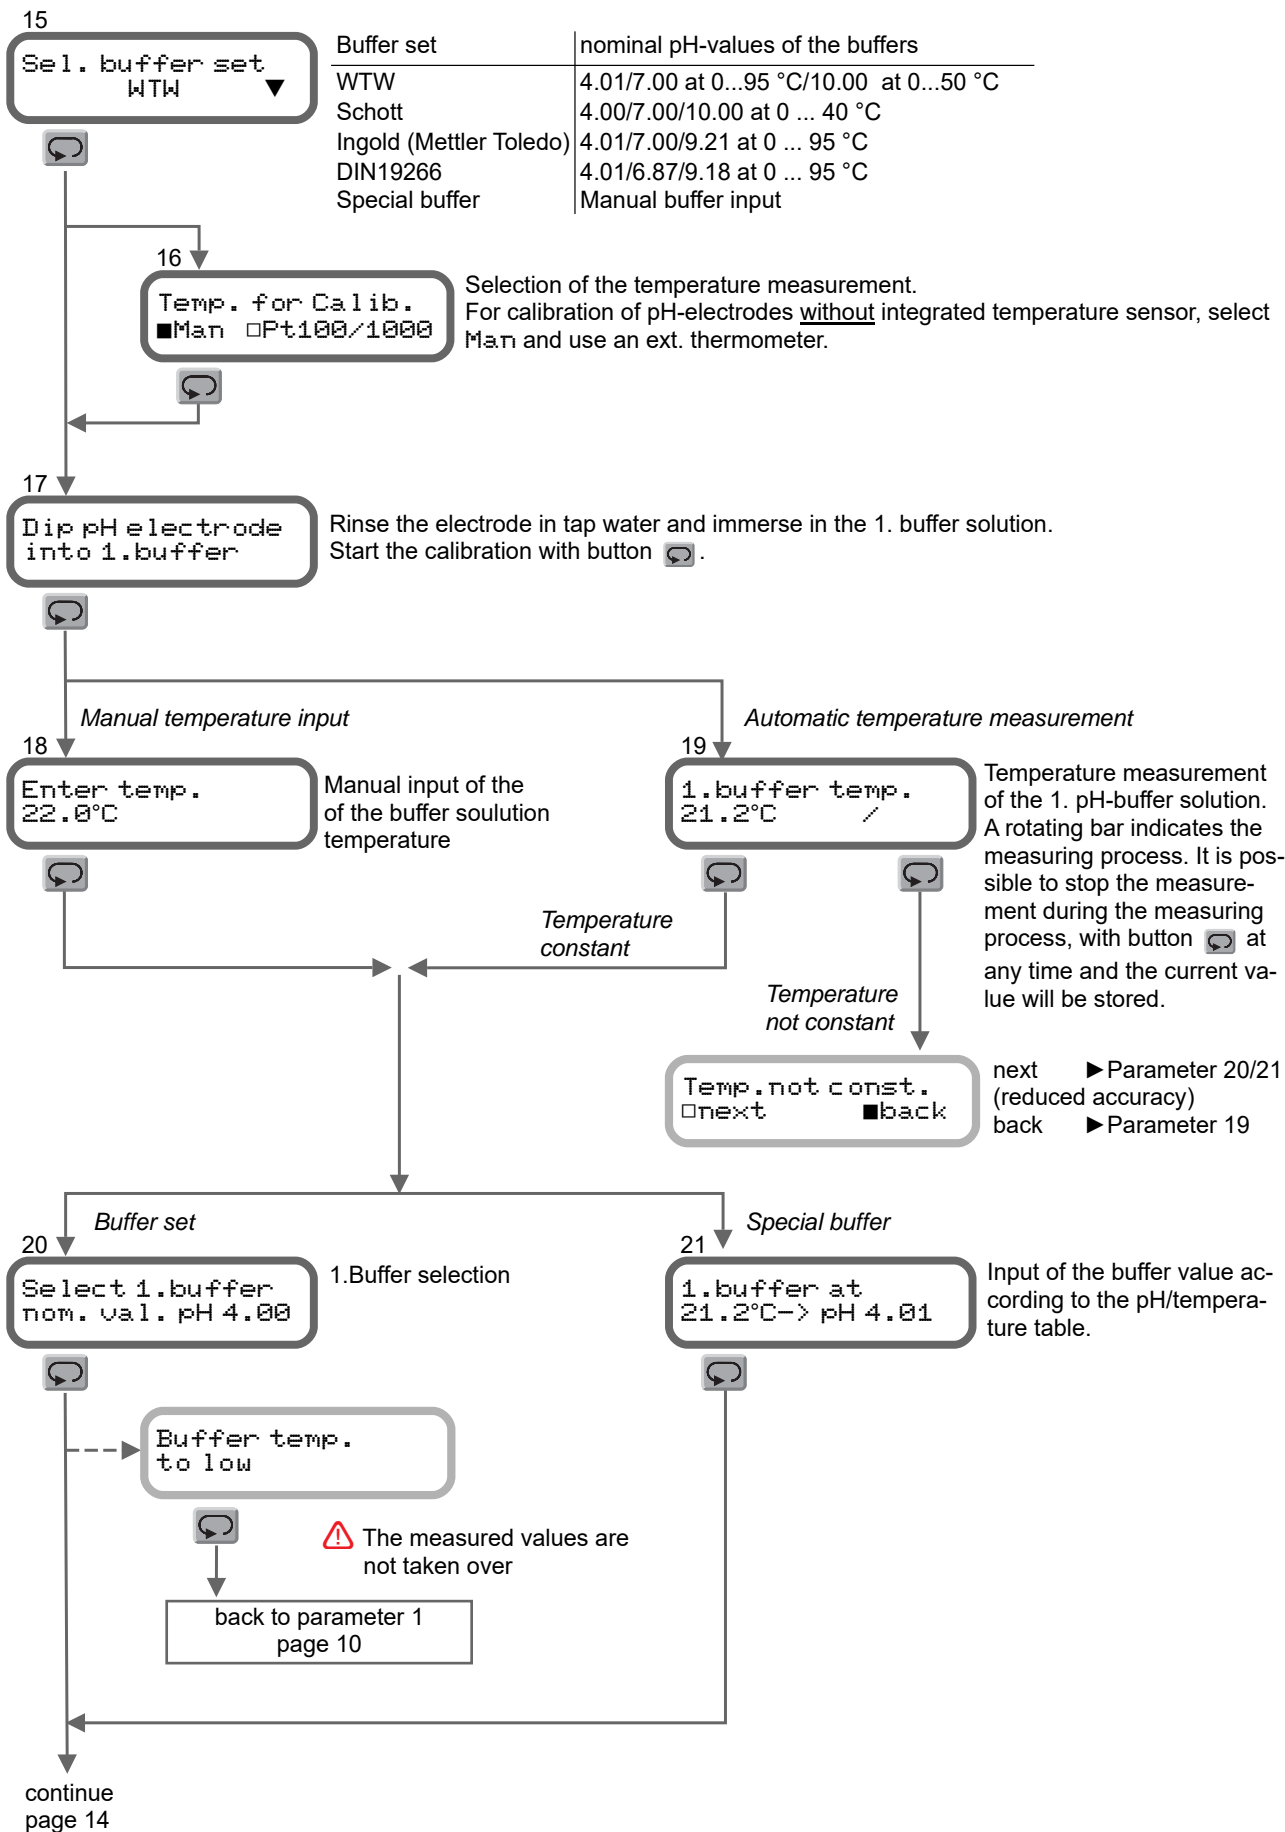 15
Sel. buffer set
WTW ▼
Buffer set nominal pH-values of the buffers
WTW 4.01/7.00 at 0...95 °C/10.00 at 0...50 °C
Schott 4.00/7.00/10.00 at 0 ... 40 °C
Ingold (Mettler Toledo) 4.01/7.00/9.21 at 0 ... 95 °C
DIN19266 4.01/6.87/9.18 at 0 ... 95 °C
Special buffer Manual buffer input
16
Temp. for Calib.
■Man □Pt100/1000
Selection of the temperature measurement.
For calibration of pH-electrodes without integrated temperature sensor, select
Man and use an ext. thermometer.
17
Dip pH electrode
into 1.buffer
Rinse the electrode in tap water and immerse in the 1. buffer solution.
Start the calibration with button .
Manual temperature input
18
Enter temp.
22.0°C
Manual input of the
of the buffer soulution
temperature
Automatic temperature measurement
19
1.buffer temp.
21.2°C /
Temperature measurement
of the 1. pH-buffer solution.
A rotating bar indicates the
measuring process. It is pos-
sible to stop the measure-
ment during the measuring
process, with button at
any time and the current va-
lue will be stored.
Temperature
constant
Temperature
not constant
Temp.not const.
□next ■back
next ►Parameter 20/21
(reduced accuracy)
back ►Parameter 19
Buffer set
20
Select 1.buffer
nom. val. pH 4.00
1.Buffer selection
Special buffer
21
1.buffer at
21.2°C-> pH 4.01
Input of the buffer value ac-
cording to the pH/tempera-
ture table.
Buffer temp.
to low
The measured values are
not taken over
back to parameter 1
page 10
continue
page 14